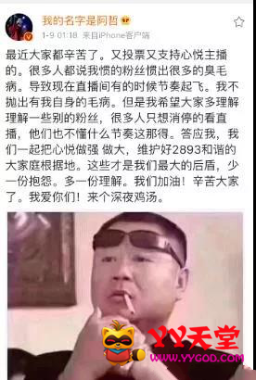 我的名字是阿哲
1-9 01:18 来自iPhone客户端
最近大家都辛苦了。又投票又支持心悦主播
的。很多人都说我惯的粉丝惯出很多的臭毛
病。导致现在直播间有的时候节奏起飞。我不
抛出有我自身的毛病。但是我希望大家多理解
理解一些别的粉丝，很多人只想消停的看直
播，他们也不懂什么节奏这那得。答应我，我
们一起把心悦做强 做大，维护好2893和谐的
大家庭根据地。这些才是我们最大的后盾，少
一份抱怨。多一份理解。我们加油！辛苦大家
了。我爱你们！来个深夜鸡汤。
YY天堂
WWW.YYGOD.COM